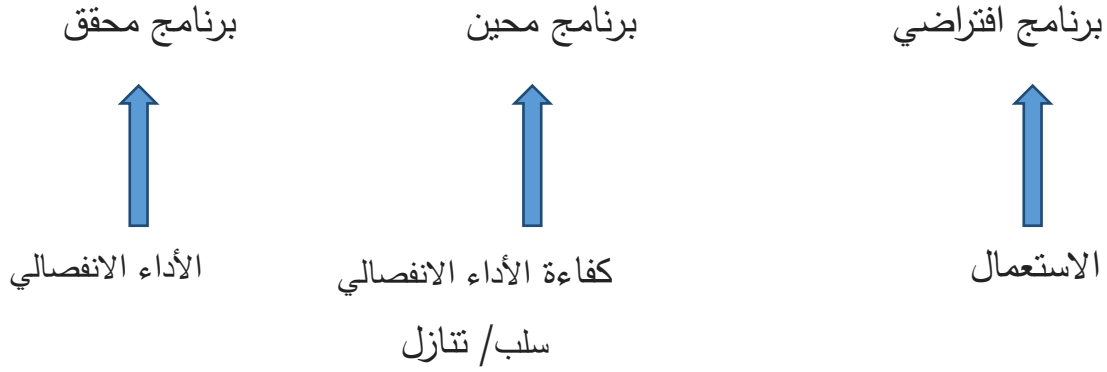 برنامج افتراضي برنامج محين برنامج محقق
الاستعمال كفاءة الأداء الانفصالي الأداء الانفصالي
سلب/ تنازل